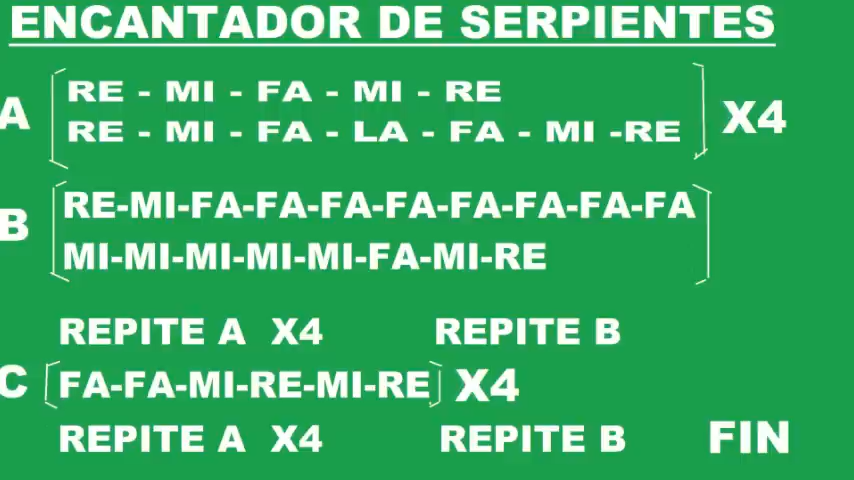 ENCANTADOR DE SERPIENTES
A RE - MI - FA - MI - RE
RE - MI - FA - LA - FA - MI -RE X4
B RE-MI-FA-FA-FA-FA-FA-FA-FA-FA
MI-MI-MI-MI-MI-FA-MI-RE
REPITE A X4 REPITE B
C FA-FA-MI-RE-MI-RE X4
REPITE A X4 REPITE B FIN